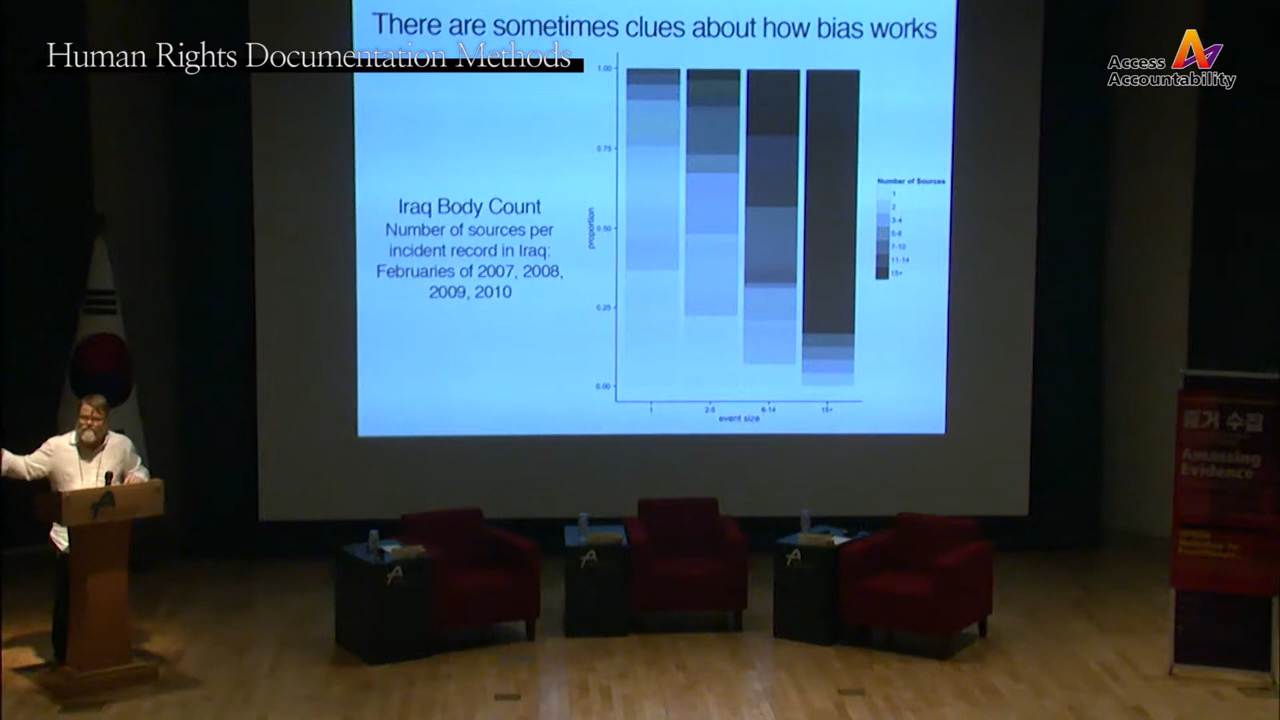 There are sometimes clues about how bias works
Human Rights Documentation Methods
Access
Accountability
Iraq Body Count
Number of sources per
incident record in Iraq:
Februaries of 2007, 2008,
2009, 2010
1.00
0.75
0.50
0.25
0.00
proportion
1
2-5
6-14
15+
event size
Number of Sources
1
2
3-4
5-6
7-10
11-14
15+
증거 수집
Amassing
Evidence